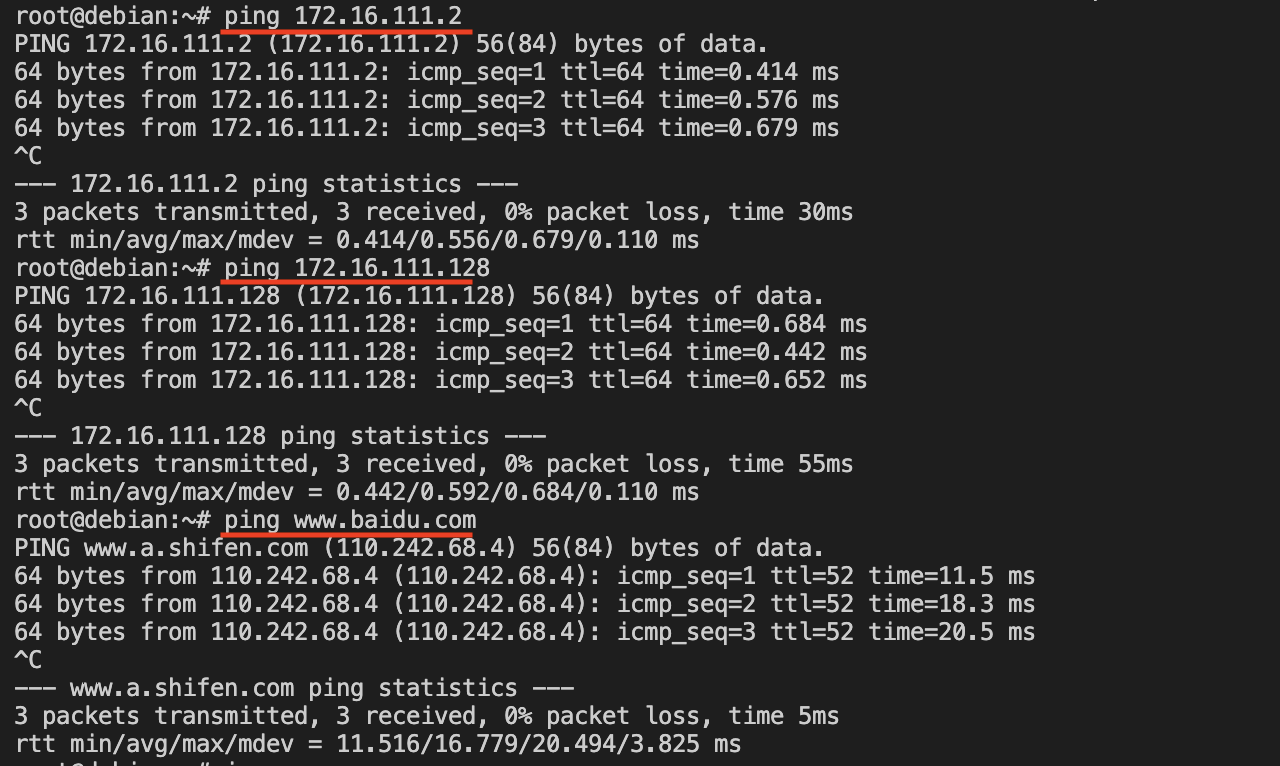 root@debian:~# ping 172.16.111.2
PING 172.16.111.2 (172.16.111.2) 56(84) bytes of data.
64 bytes from 172.16.111.2: icmp_seq=1 ttl=64 time=0.414 ms
64 bytes from 172.16.111.2: icmp_seq=2 ttl=64 time=0.576 ms
64 bytes from 172.16.111.2: icmp_seq=3 ttl=64 time=0.679 ms
^C
--- 172.16.111.2 ping statistics ---
3 packets transmitted, 3 received, 0% packet loss, time 30ms
rtt min/avg/max/mdev = 0.414/0.556/0.679/0.110 ms
root@debian:~# ping 172.16.111.128
PING 172.16.111.128 (172.16.111.128) 56(84) bytes of data.
64 bytes from 172.16.111.128: icmp_seq=1 ttl=64 time=0.684 ms
64 bytes from 172.16.111.128: icmp_seq=2 ttl=64 time=0.442 ms
64 bytes from 172.16.111.128: icmp_seq=3 ttl=64 time=0.652 ms
^C
--- 172.16.111.128 ping statistics ---
3 packets transmitted, 3 received, 0% packet loss, time 55ms
rtt min/avg/max/mdev = 0.442/0.592/0.684/0.110 ms
root@debian:~# ping www.baidu.com
PING www.a.shifen.com (110.242.68.4) 56(84) bytes of data.
64 bytes from 110.242.68.4 (110.242.68.4): icmp_seq=1 ttl=52 time=11.5 ms
64 bytes from 110.242.68.4 (110.242.68.4): icmp_seq=2 ttl=52 time=18.3 ms
64 bytes from 110.242.68.4 (110.242.68.4): icmp_seq=3 ttl=52 time=20.5 ms
^C
--- www.a.shifen.com ping statistics ---
3 packets transmitted, 3 received, 0% packet loss, time 5ms
rtt min/avg/max/mdev = 11.516/16.779/20.494/3.825 ms